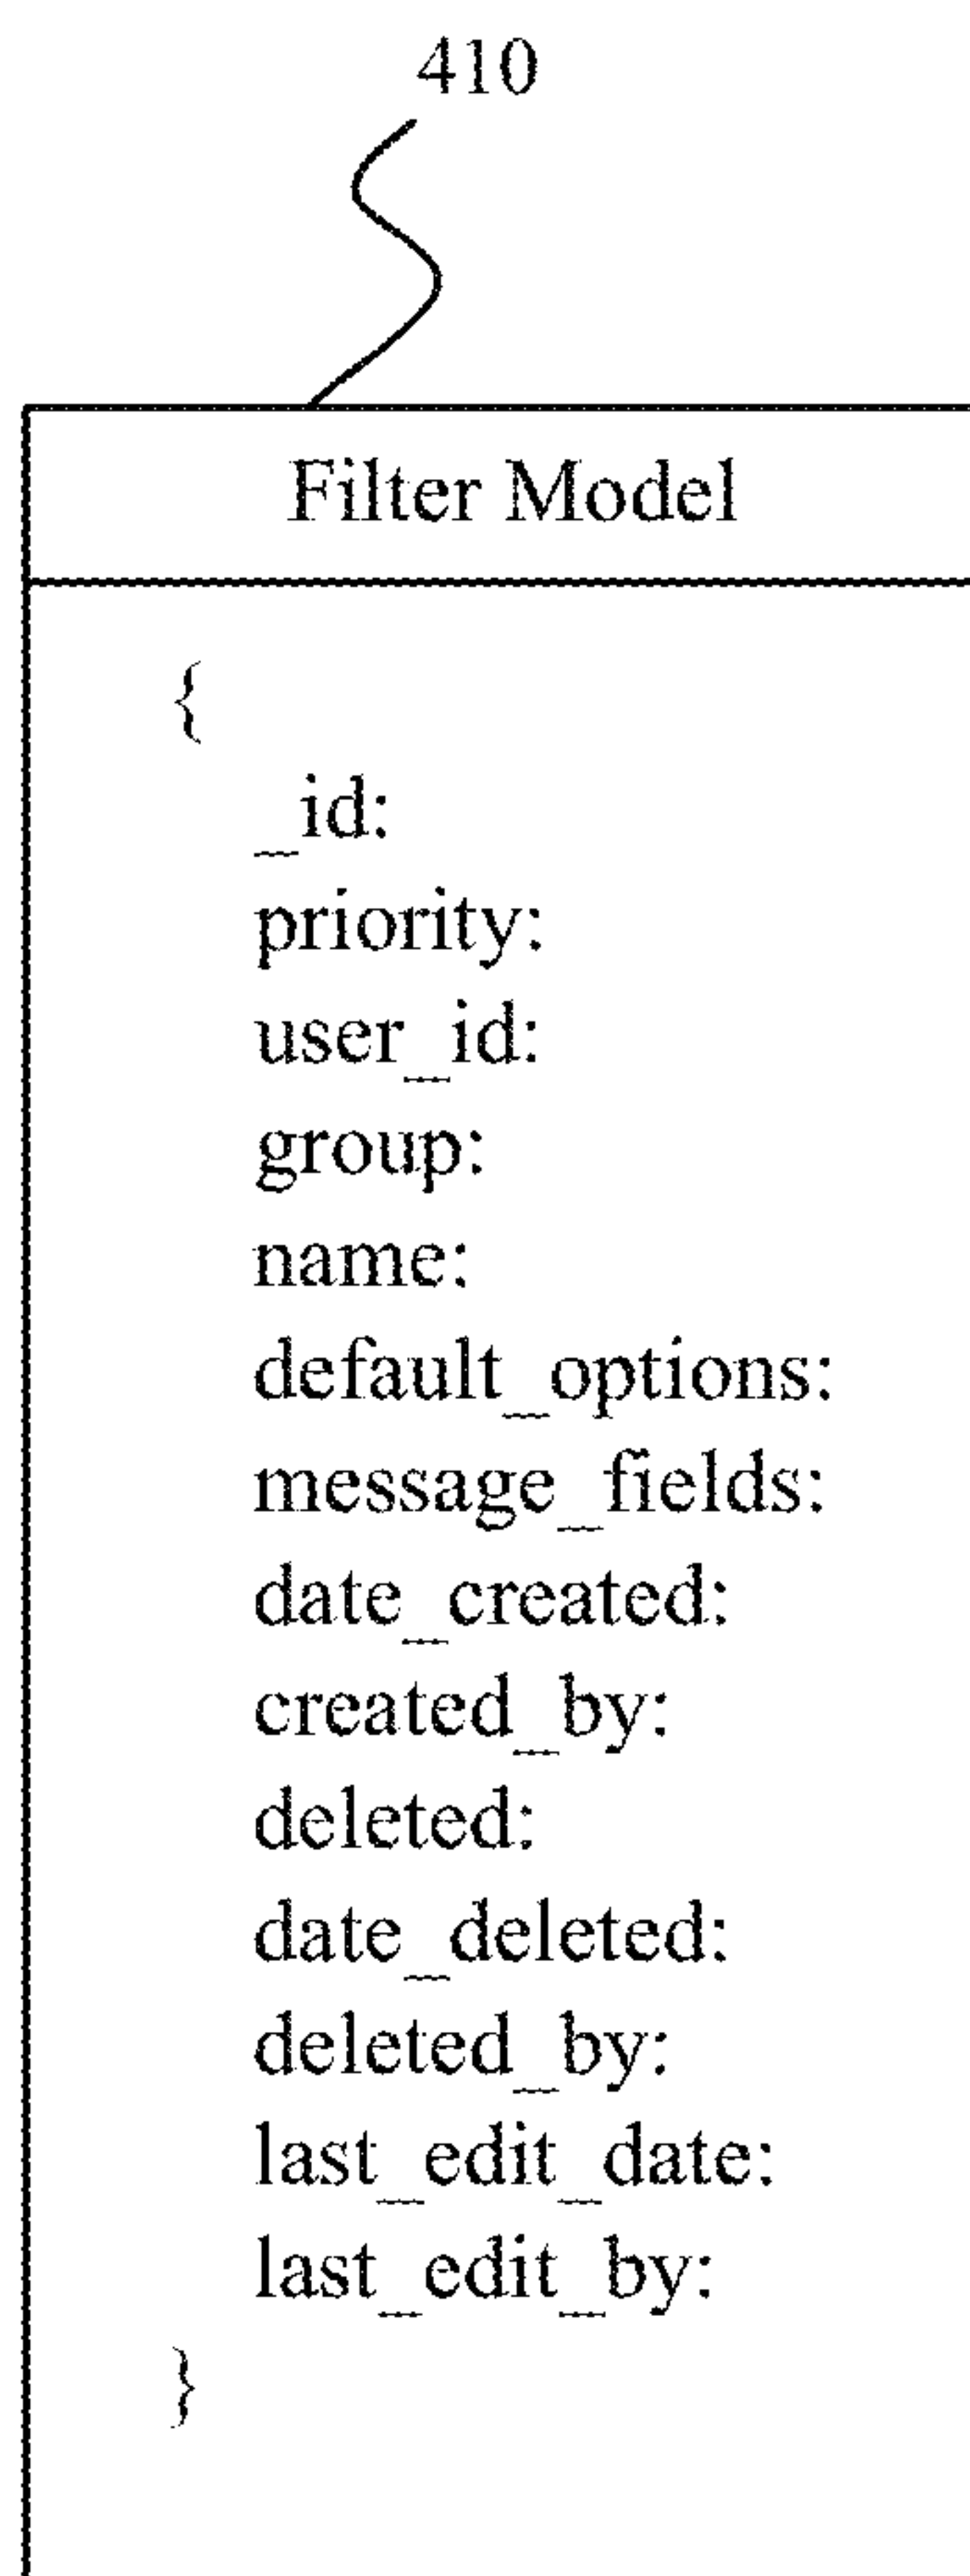 410
Filter Model
{
_id:
priority:
user_id:
group:
name:
default_options:
message_fields:
date_created:
created_by:
deleted:
date_deleted:
deleted_by:
last_edit_date:
last_edit_by:
}